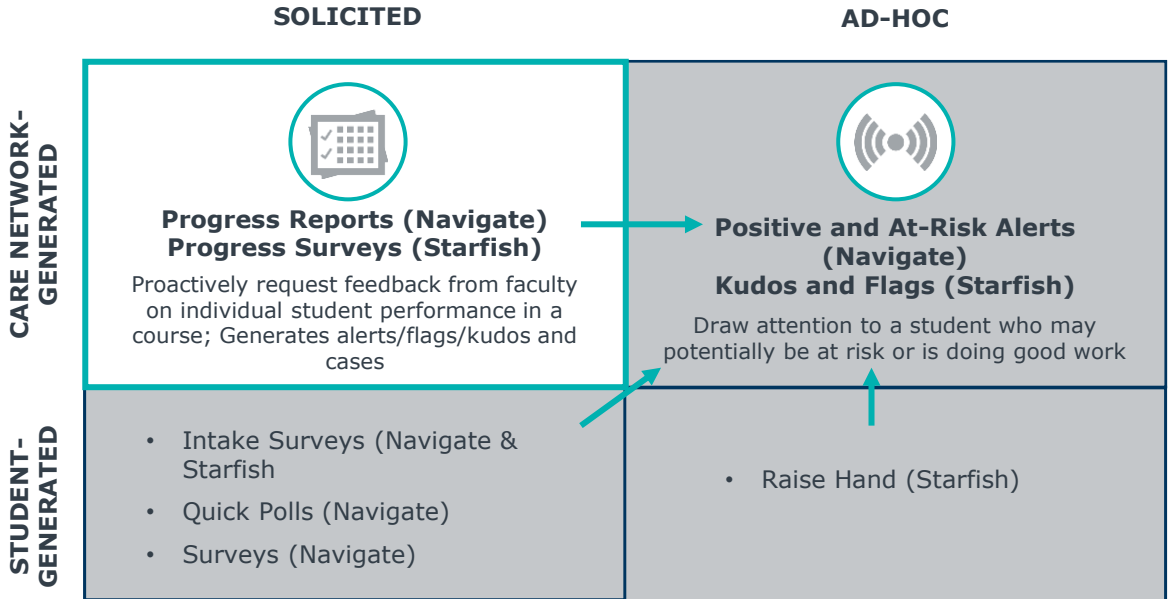 SOLICITED
AD-HOC
CARE NETWORK-
GENERATED
Progress Reports (Navigate)
Progress Surveys (Starfish)
Proactively request feedback from faculty
on individual student performance in a
course; Generates alerts/flags/kudos and
cases
Positive and At-Risk Alerts
(Navigate)
Kudos and Flags (Starfish)
Draw attention to a student who may
potentially be at risk or is doing good work
STUDENT-
GENERATED
• Intake Surveys (Navigate &
Starfish
• Quick Polls (Navigate)
• Surveys (Navigate)
• Raise Hand (Starfish)